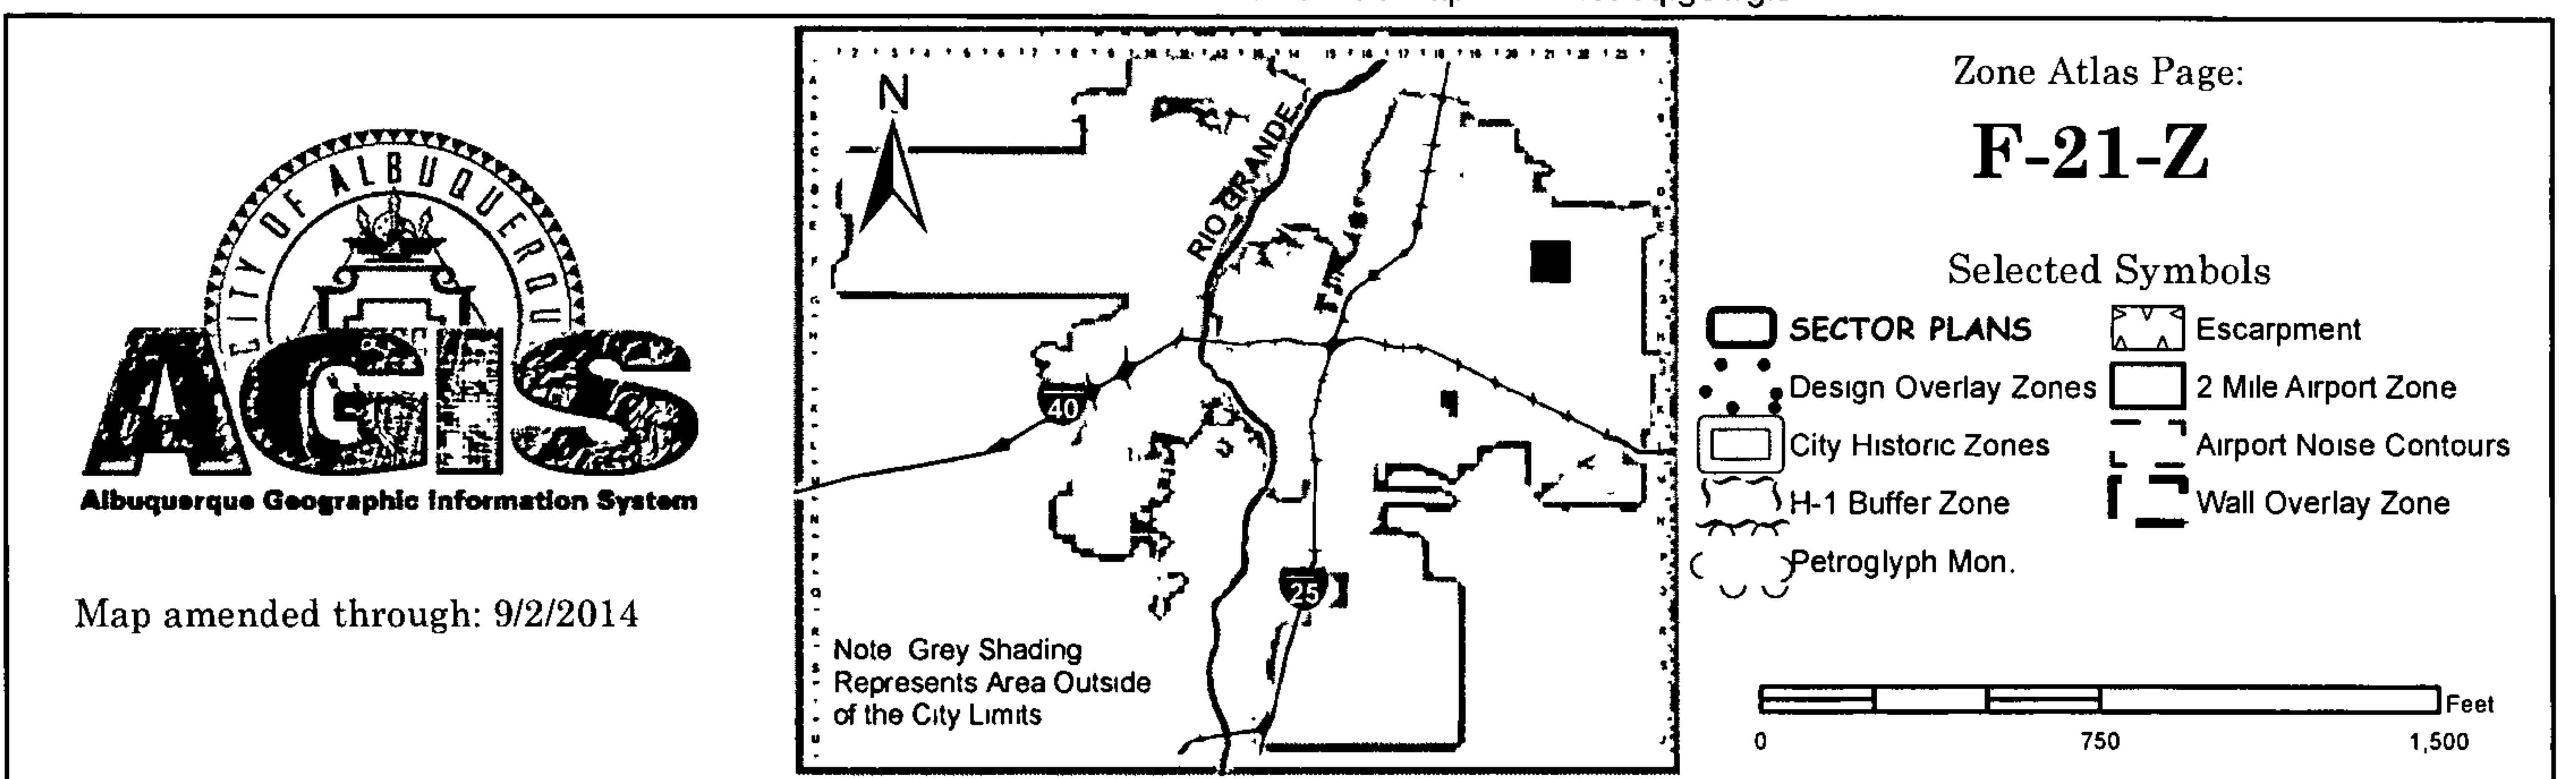 CITY OF ALBUQUERQUE
AGIS
Albuquerque Geographic Information System
Map amended through: 9/2/2014
N
RIO GRANDE
40
25
Note Grey Shading
Represents Area Outside
of the City Limits
Zone Atlas Page:
F-21-Z
Selected Symbols
SECTOR PLANS
Design Overlay Zones
City Historic Zones
H-1 Buffer Zone
Petroglyph Mon.
Escarpment
2 Mile Airport Zone
Airport Noise Contours
Wall Overlay Zone
Feet
0 750 1,500